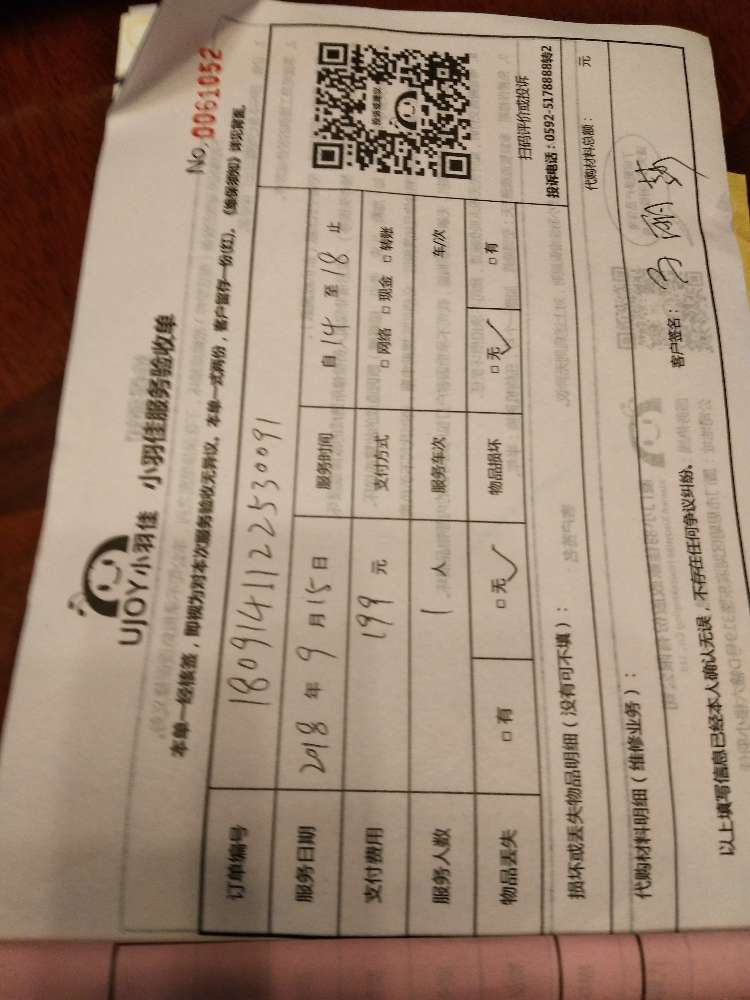 No. 0061052
UJOY小羽佳 小羽佳服务验收单
本单一经核签，即视为对本次服务验收无异议。本单一式两份，客户留存一份(红)。《维保须知》详见背面。
订单编号 1809141122530091
服务日期 2018 年 9 月 15 日 服务时间 自 14 至 18 止
支付费用 199 元 支付方式 □ 网络 □ 现金 □ 转账
服务人数 1 人 服务车次 车/次
物品丢失 □ 有 □ 无 ✓ 物品损坏 □ 无 ✓ □ 有
扫码评价或投诉
投诉电话：0592-5178888转2
损坏或丢失物品明细（没有可不填）：
代购材料明细（维修业务）： 代购材料总额： 元
以上填写信息已经本人确认无误，不存在任何争议纠纷。 客户签名：